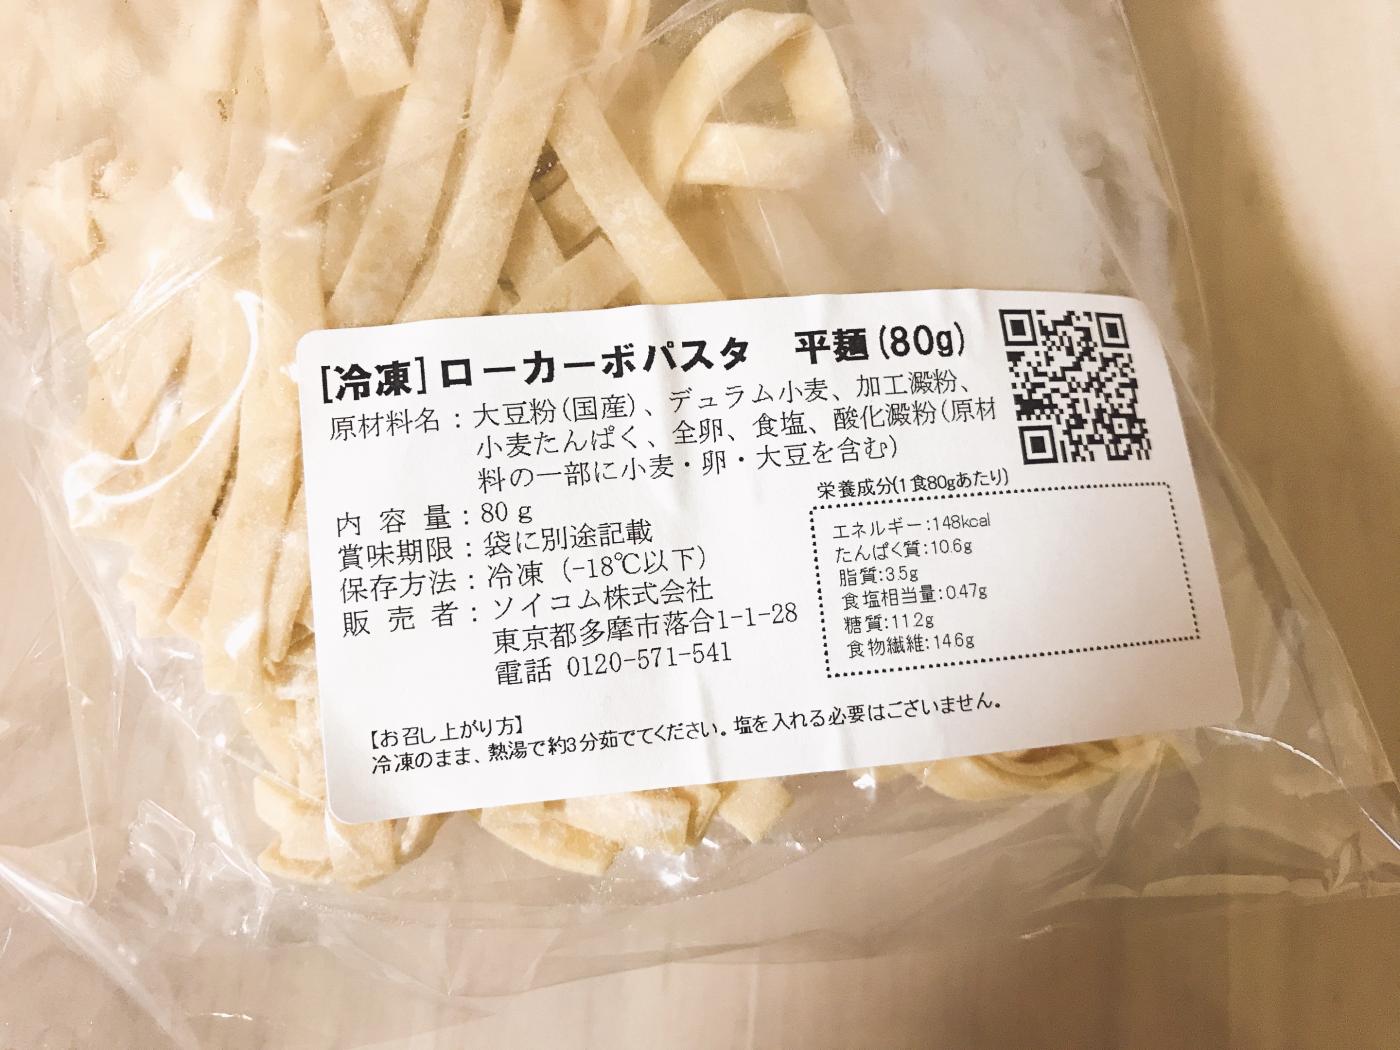 [冷凍]ローカーボパスタ　平麺(80g)
原材料名：大豆粉(国産)、デュラム小麦、加工澱粉、
小麦たんぱく、全卵、食塩、酸化澱粉(原材
料の一部に小麦・卵・大豆を含む)
内 容 量：80ｇ
賞味期限：袋に別途記載
保存方法：冷凍（-18℃以下）
販 売 者：ソイコム株式会社
東京都多摩市落合1-1-28
電話 0120-571-541
栄養成分(1食80gあたり)
エネルギー:148kcal
たんぱく質:10.6g
脂質:3.5g
食塩相当量:0.47g
糖質:11.2g
食物繊維:14.6g
【お召し上がり方】
冷凍のまま、熱湯で約3分茹でてください。塩を入れる必要はございません。